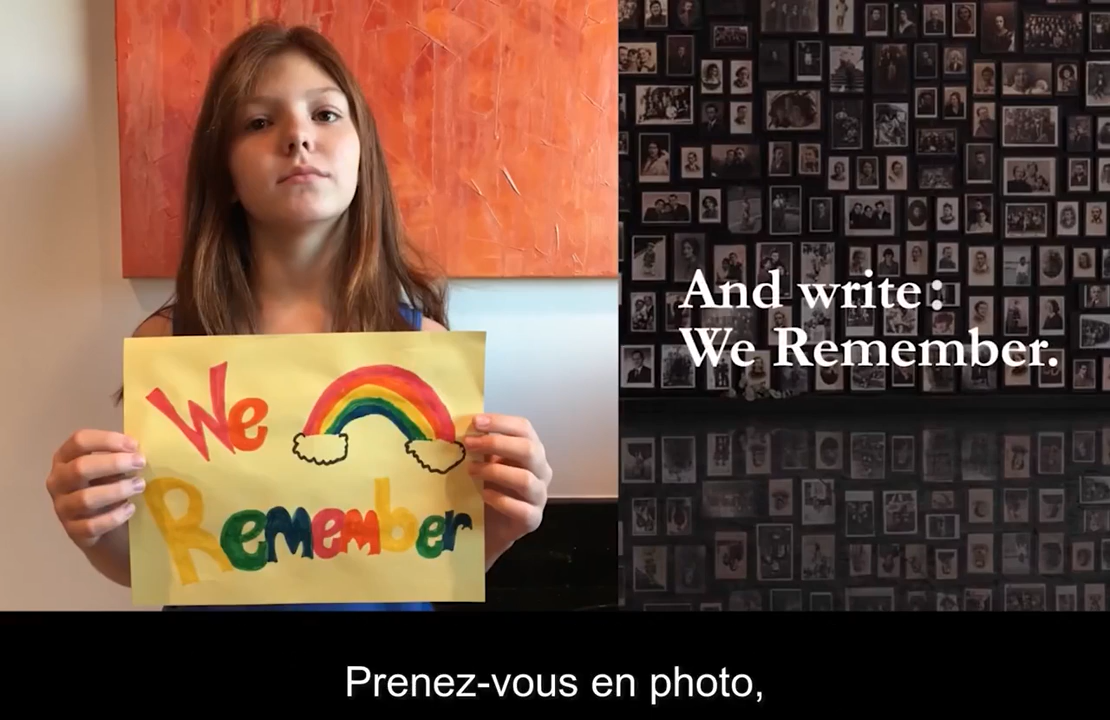 We
Remember
And write:
We Remember.
Prenez-vous en photo,